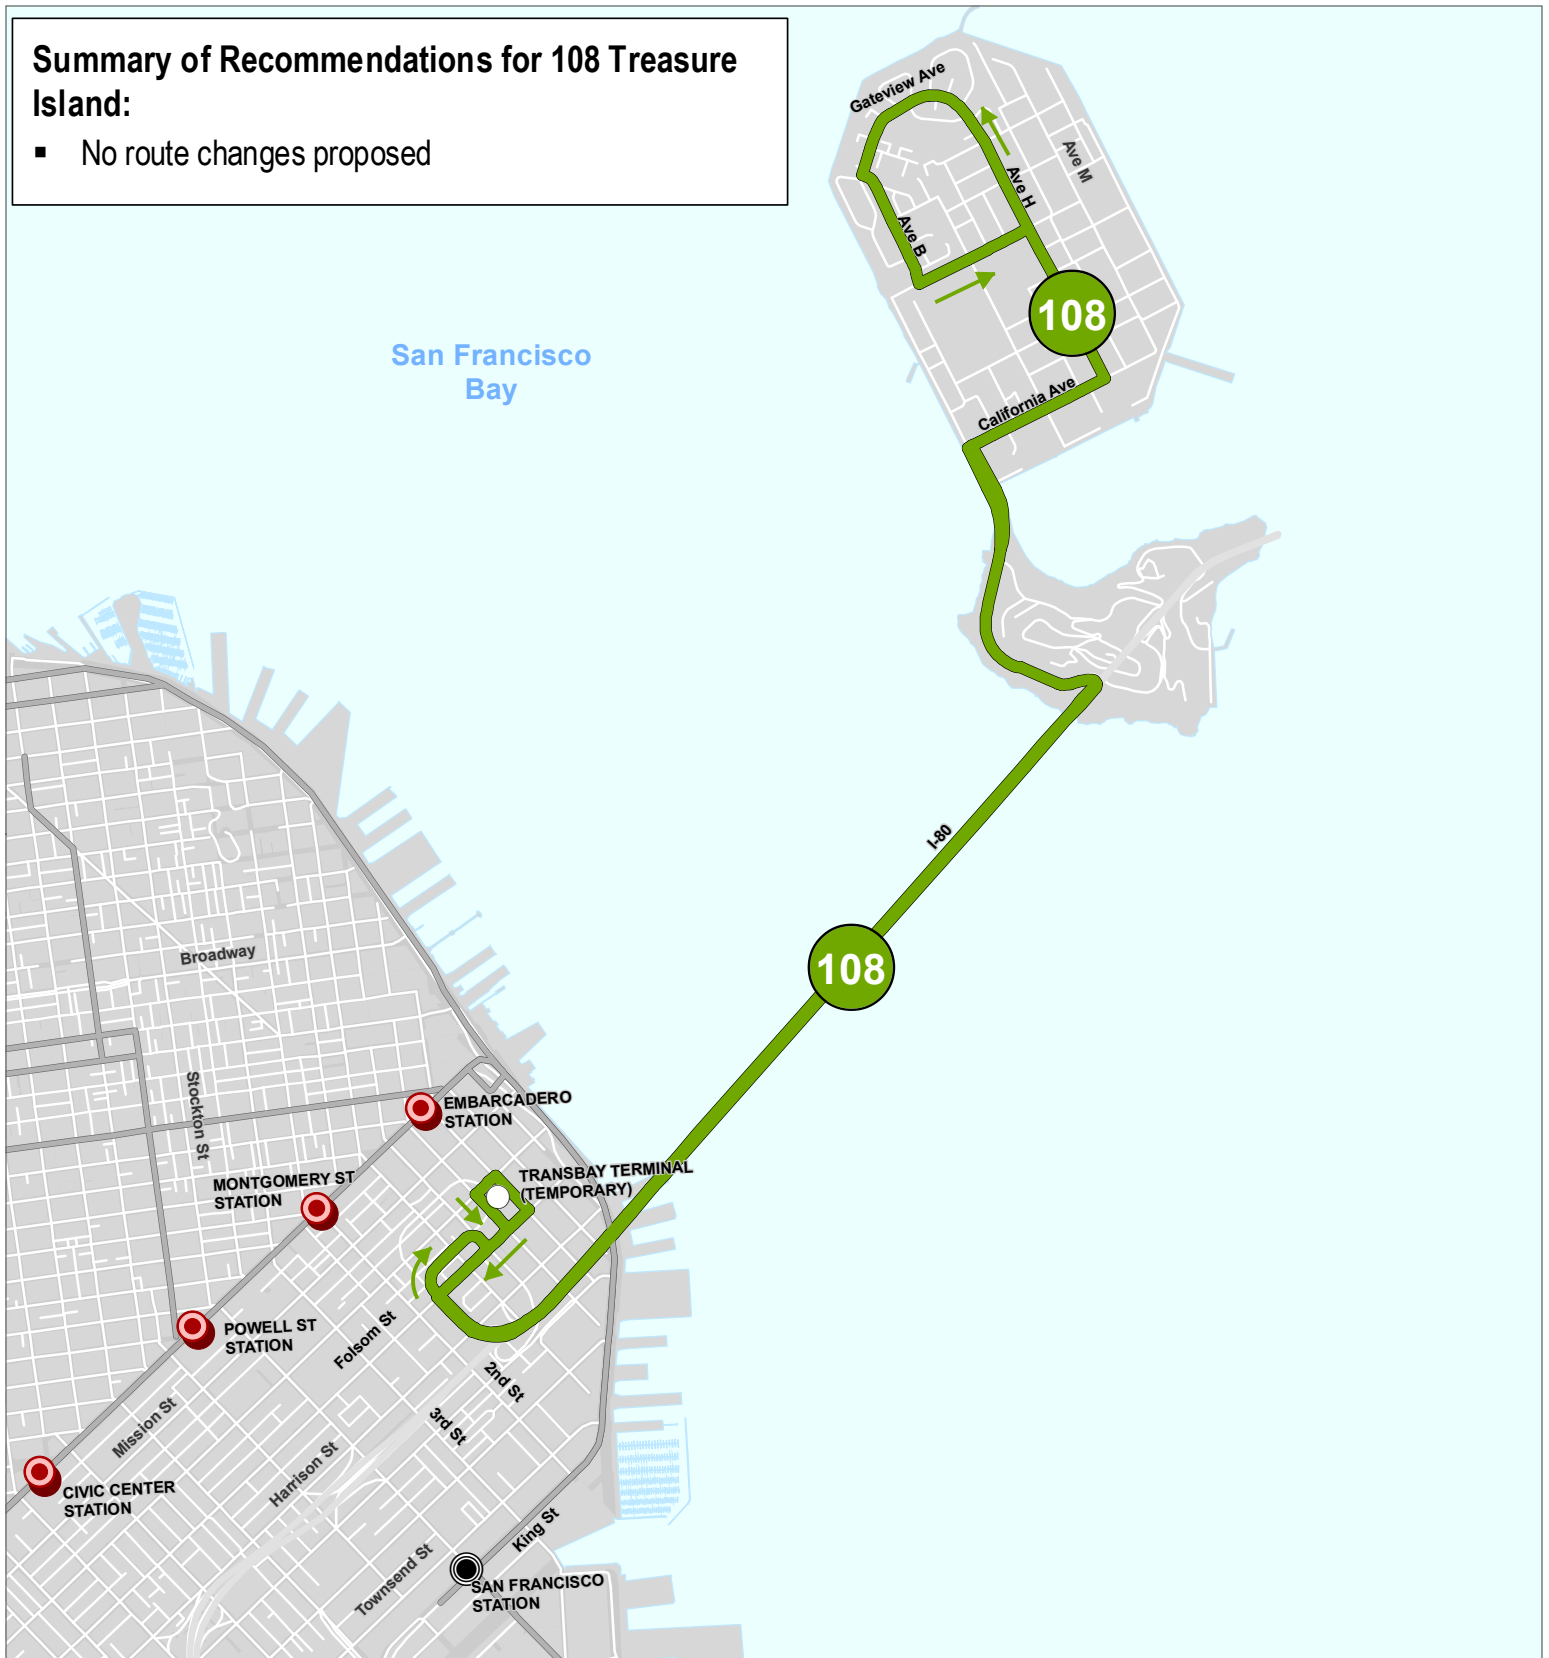 Summary of Recommendations for 108 Treasure
Island:
▪ No route changes proposed
Gateview Ave
Ave M
Ave H
Ave B
108
San Francisco
Bay
California Ave
I-80
108
Broadway
Stockton St
EMBARCADERO
STATION
TRANSBAY TERMINAL
(TEMPORARY)
MONTGOMERY ST
STATION
POWELL ST
STATION
Folsom St
2nd St
3rd St
Mission St
Harrison St
CIVIC CENTER
STATION
King St
Townsend St
SAN FRANCISCO
STATION